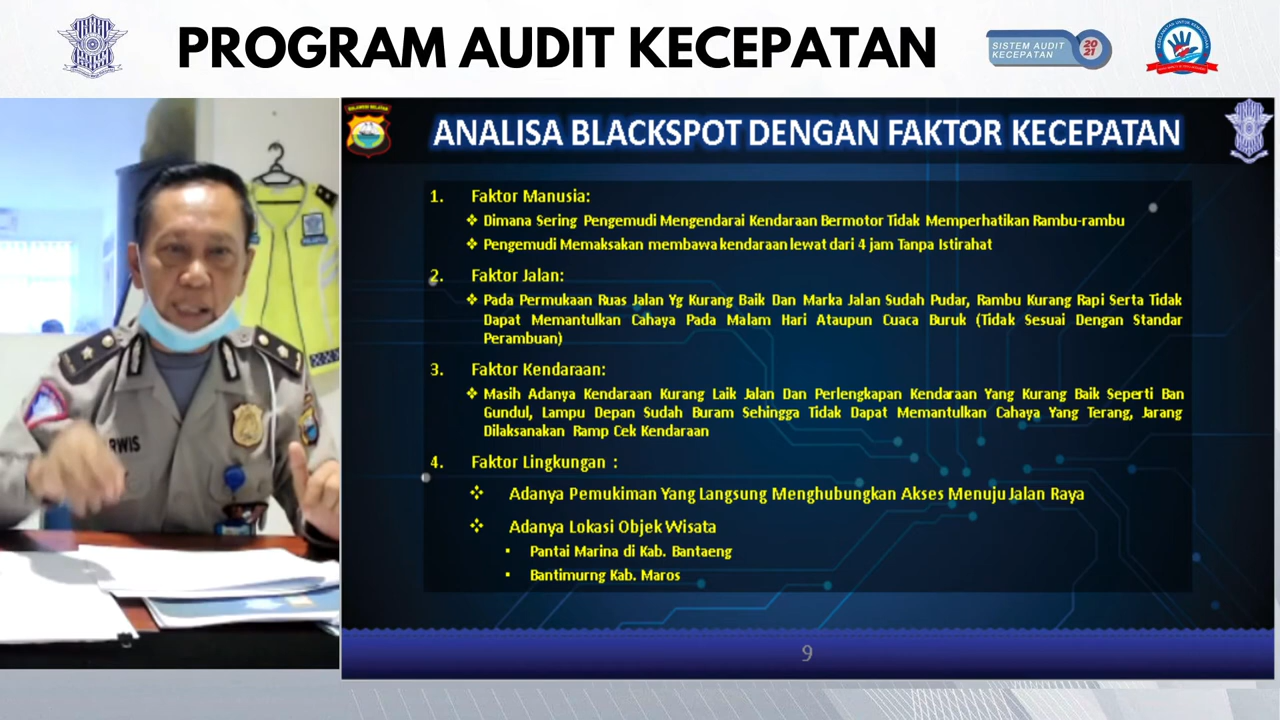 PROGRAM AUDIT KECEPATAN
SISTEM AUDIT
KECEPATAN
20
21
SULAWESI SELATAN
ANALISA BLACKSPOT DENGAN FAKTOR KECEPATAN
1. Faktor Manusia:
❖ Dimana Sering Pengemudi Mengendarai Kendaraan Bermotor Tidak Memperhatikan Rambu-rambu
❖ Pengemudi Memaksakan membawa kendaraan lewat dari 4 jam Tanpa Istirahat
2. Faktor Jalan:
❖ Pada Permukaan Ruas Jalan Yg Kurang Baik Dan Marka Jalan Sudah Pudar, Rambu Kurang Rapi Serta Tidak
Dapat Memantulkan Cahaya Pada Malam Hari Ataupun Cuaca Buruk (Tidak Sesuai Dengan Standar
Perambuan)
3. Faktor Kendaraan:
❖ Masih Adanya Kendaraan Kurang Laik Jalan Dan Perlengkapan Kendaraan Yang Kurang Baik Seperti Ban
Gundul, Lampu Depan Sudah Buram Sehingga Tidak Dapat Memantulkan Cahaya Yang Terang, Jarang
Dilaksanakan Ramp Cek Kendaraan
4. Faktor Lingkungan :
❖ Adanya Pemukiman Yang Langsung Menghubungkan Akses Menuju Jalan Raya
❖ Adanya Lokasi Objek Wisata
▪ Pantai Marina di Kab. Bantaeng
▪ Bantimurng Kab. Maros
9